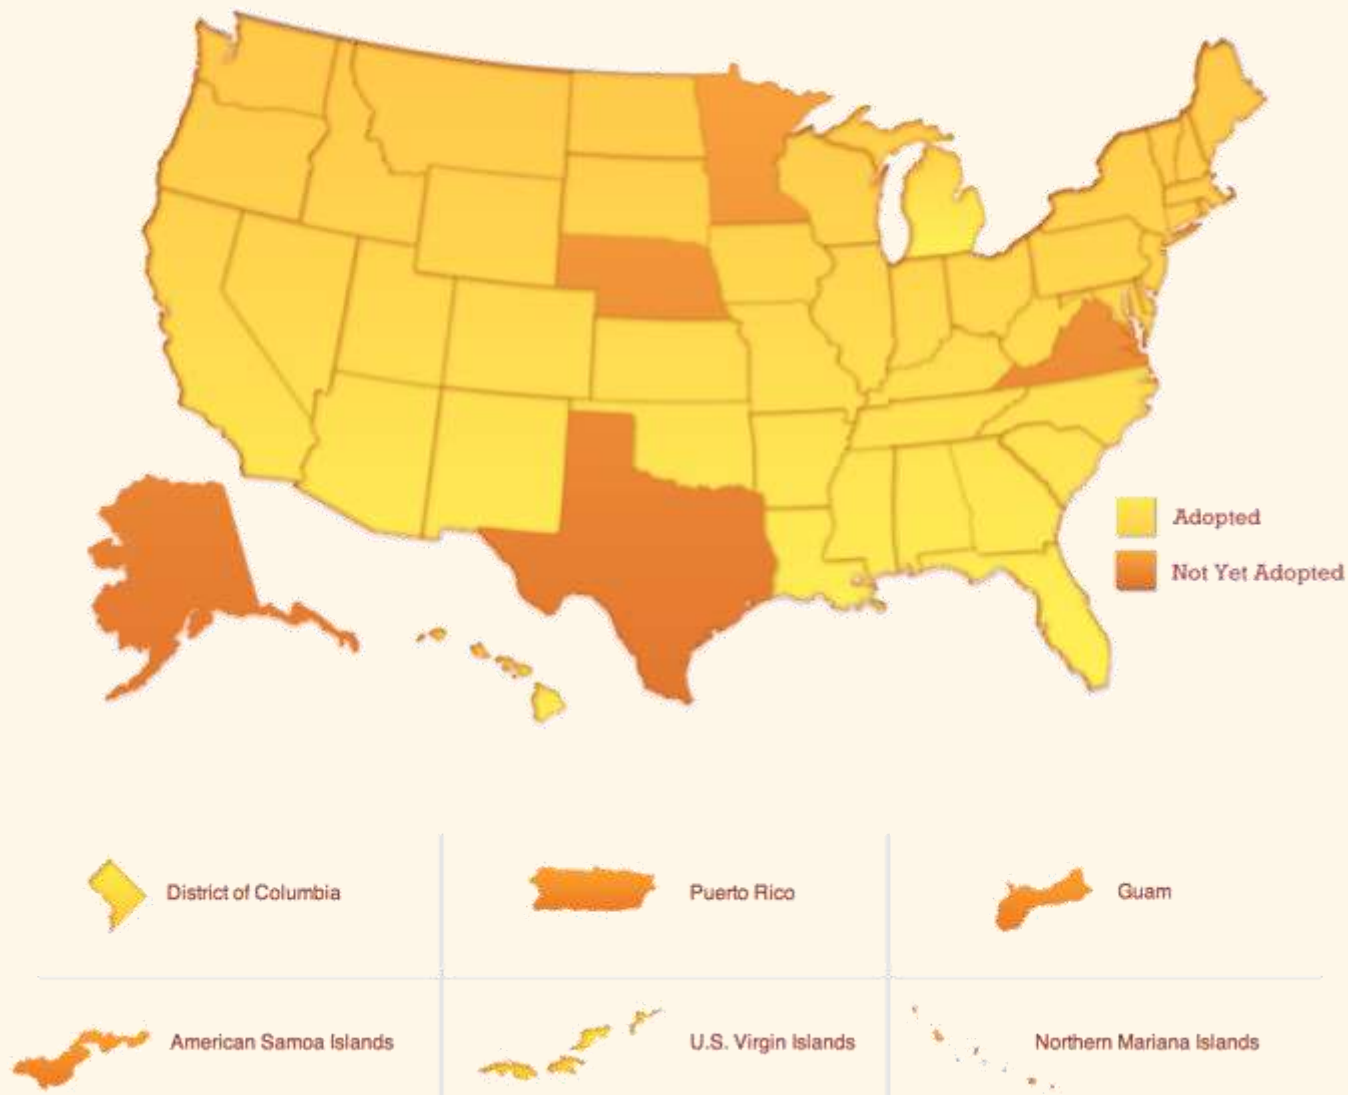 Adopted
Not Yet Adopted
District of Columbia
Puerto Rico
Guam
American Samoa Islands
U.S. Virgin Islands
Northern Mariana Islands